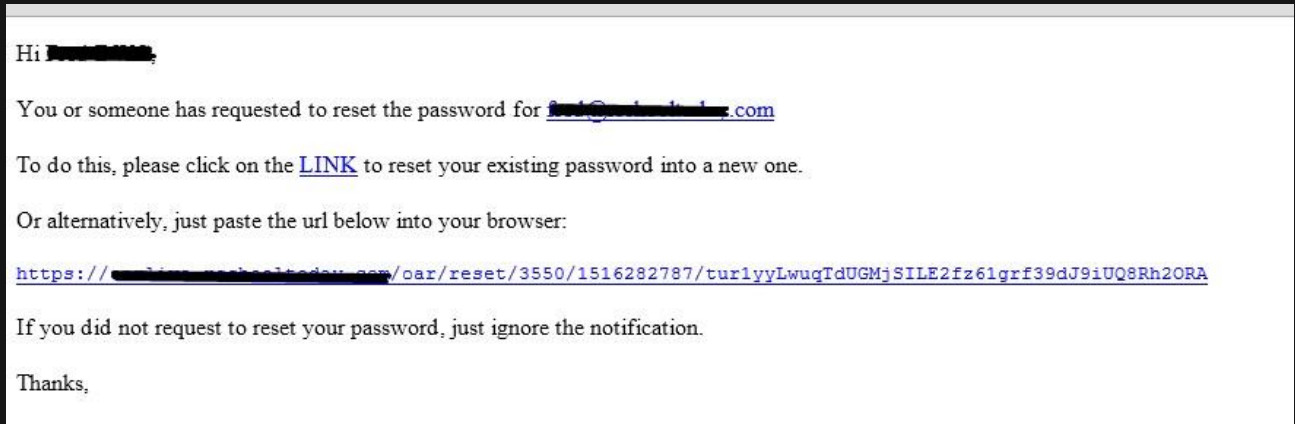 Hi
You or someone has requested to reset the password for .com
To do this, please click on the LINK to reset your existing password into a new one.
Or alternatively, just paste the url below into your browser:
https:///oar/reset/3550/1516282787/tur1yyLwuqTdUGMjSILE2fz61grf39dJ9iUQ8Rh2ORA
If you did not request to reset your password, just ignore the notification.
Thanks,